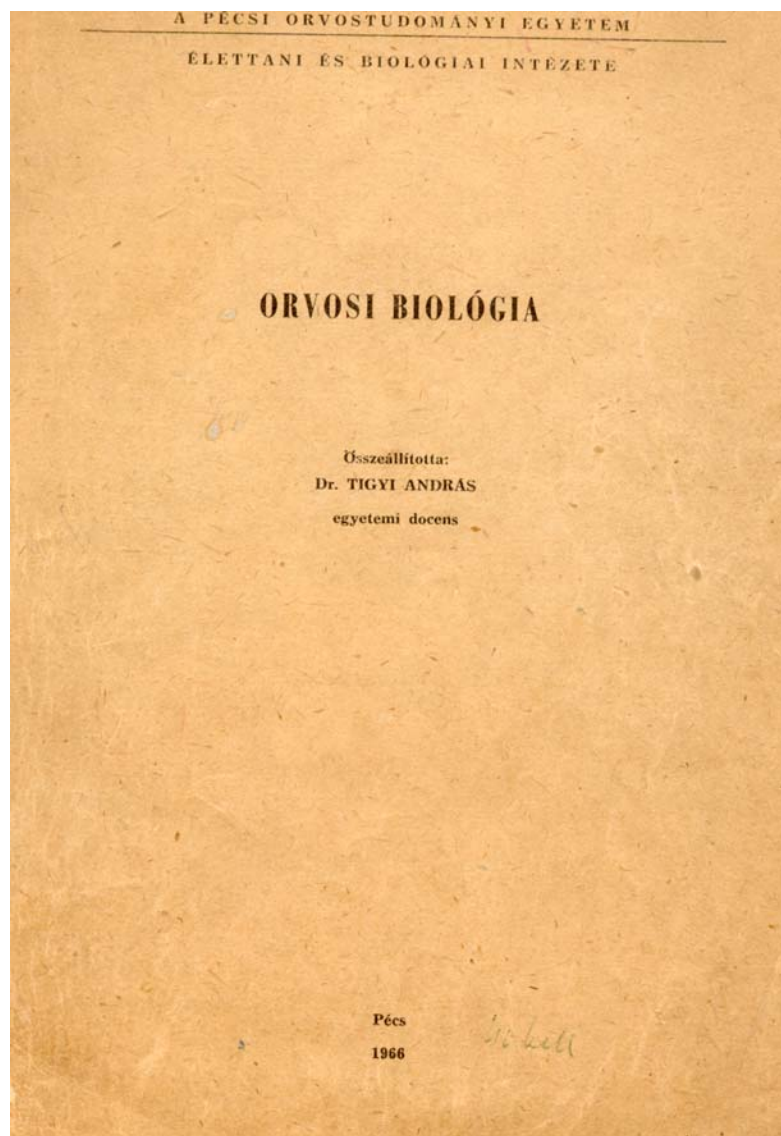 A PÉCSI ORVOSTUDOMÁNYI EGYETEM
ÉLETTANI ÉS BIOLÓGIAI INTÉZETE
ORVOSI BIOLÓGIA
Összeállította:
Dr. TIGYI ANDRÁS
egyetemi docens
Pécs
1966